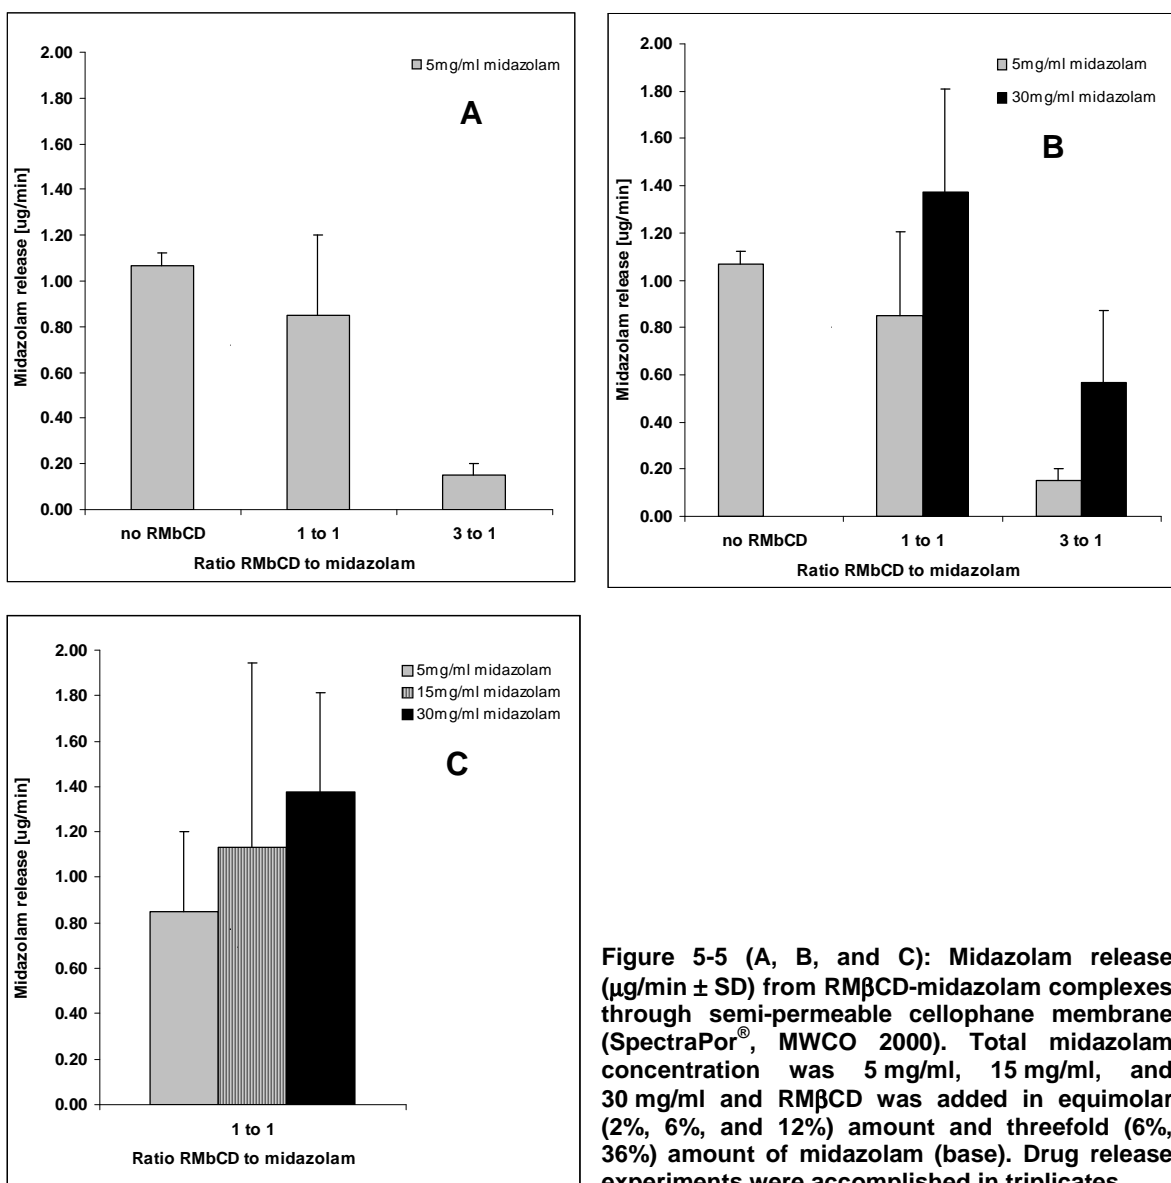 2.00
1.80
1.60
1.40
1.20
1.00
0.80
0.60
0.40
0.20
0.00
Midazolam release [ug/min]
5mg/ml midazolam
A
no RMbCD 1 to 1 3 to 1
Ratio RMbCD to midazolam
2.00
1.80
1.60
1.40
1.20
1.00
0.80
0.60
0.40
0.20
0.00
Midazolam release [ug/min]
5mg/ml midazolam
30mg/ml midazolam
B
no RMbCD 1 to 1 3 to 1
Ratio RMbCD to midazolam
2.00
1.80
1.60
1.40
1.20
1.00
0.80
0.60
0.40
0.20
0.00
Midazolam release [ug/min]
5mg/ml midazolam
15mg/ml midazolam
30mg/ml midazolam
C
1 to 1
Ratio RMbCD to midazolam
Figure 5-5 (A, B, and C): Midazolam release
(µg/min ± SD) from RMβCD-midazolam complexes
through semi-permeable cellophane membrane
(SpectraPor®, MWCO 2000). Total midazolam
concentration was 5 mg/ml, 15 mg/ml, and
30 mg/ml and RMβCD was added in equimolar
(2%, 6%, and 12%) amount and threefold (6%,
36%) amount of midazolam (base). Drug release
experiments were accomplished in triplicates